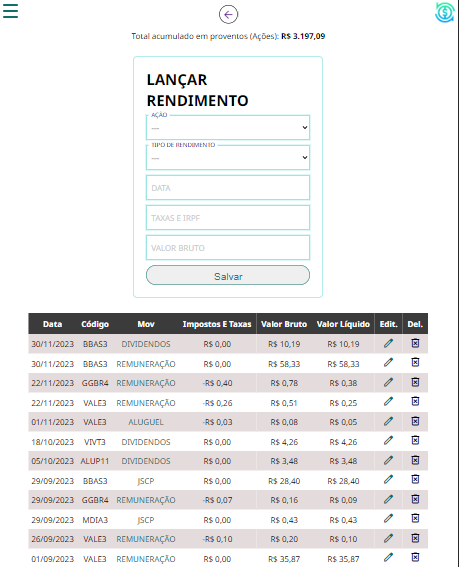 Total acumulado em proventos (Ações): R$ 3.197,09
LANÇAR
RENDIMENTO
AÇÃO
---
TIPO DE RENDIMENTO
---
DATA
TAXAS E IRPF
VALOR BRUTO
Salvar
Data Código Mov Impostos E Taxas Valor Bruto Valor Líquido Edit. Del.
30/11/2023 BBAS3 DIVIDENDOS R$ 0,00 R$ 10,19 R$ 10,19
30/11/2023 BBAS3 REMUNERAÇÃO R$ 0,00 R$ 58,33 R$ 58,33
22/11/2023 GGBR4 REMUNERAÇÃO -R$ 0,40 R$ 0,78 R$ 0,38
22/11/2023 VALE3 REMUNERAÇÃO -R$ 0,26 R$ 0,51 R$ 0,25
01/11/2023 VALE3 ALUGUEL -R$ 0,03 R$ 0,08 R$ 0,05
18/10/2023 VIVT3 DIVIDENDOS R$ 0,00 R$ 4,26 R$ 4,26
05/10/2023 ALUP11 DIVIDENDOS R$ 0,00 R$ 3,48 R$ 3,48
29/09/2023 BBAS3 JSCP R$ 0,00 R$ 28,40 R$ 28,40
29/09/2023 GGBR4 REMUNERAÇÃO -R$ 0,07 R$ 0,16 R$ 0,09
29/09/2023 MDIA3 JSCP R$ 0,00 R$ 0,43 R$ 0,43
26/09/2023 VALE3 REMUNERAÇÃO -R$ 0,10 R$ 0,20 R$ 0,10
01/09/2023 VALE3 REMUNERAÇÃO R$ 0,00 R$ 35,87 R$ 35,87